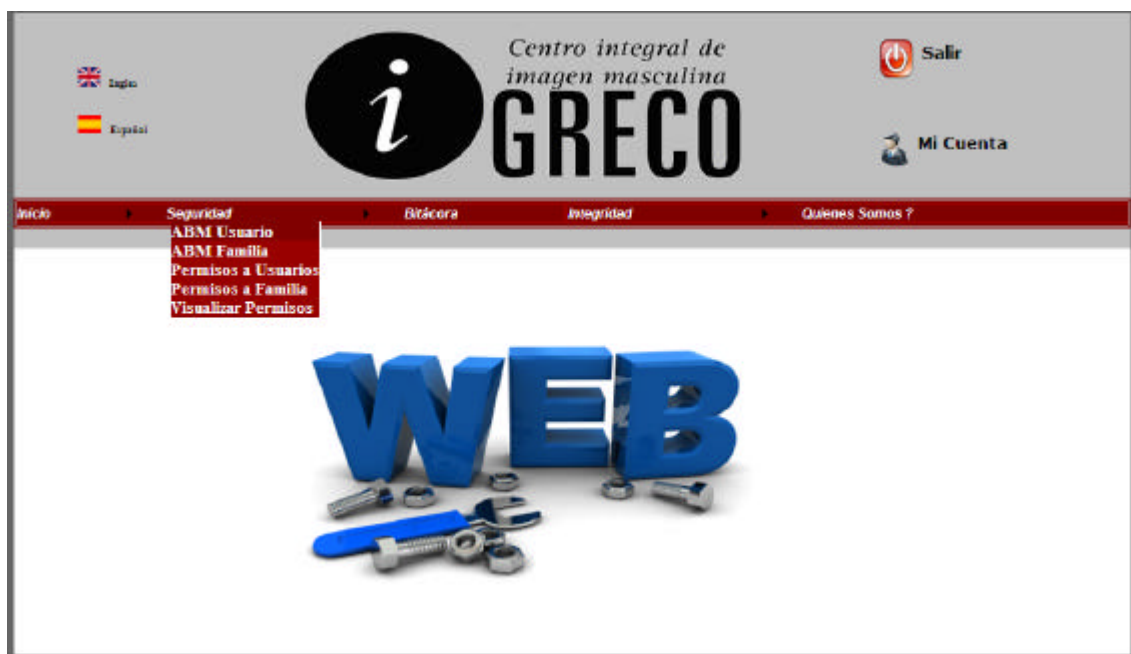 Centro integral de
imagen masculina
i GRECO
Ingles
Español
Salir
Mi Cuenta
Inicio
Seguridad
Bitácora
Integridad
Quienes Somos ?
ABM Usuario
ABM Familia
Permisos a Usuarios
Permisos a Familia
Visualizar Permisos
WEB